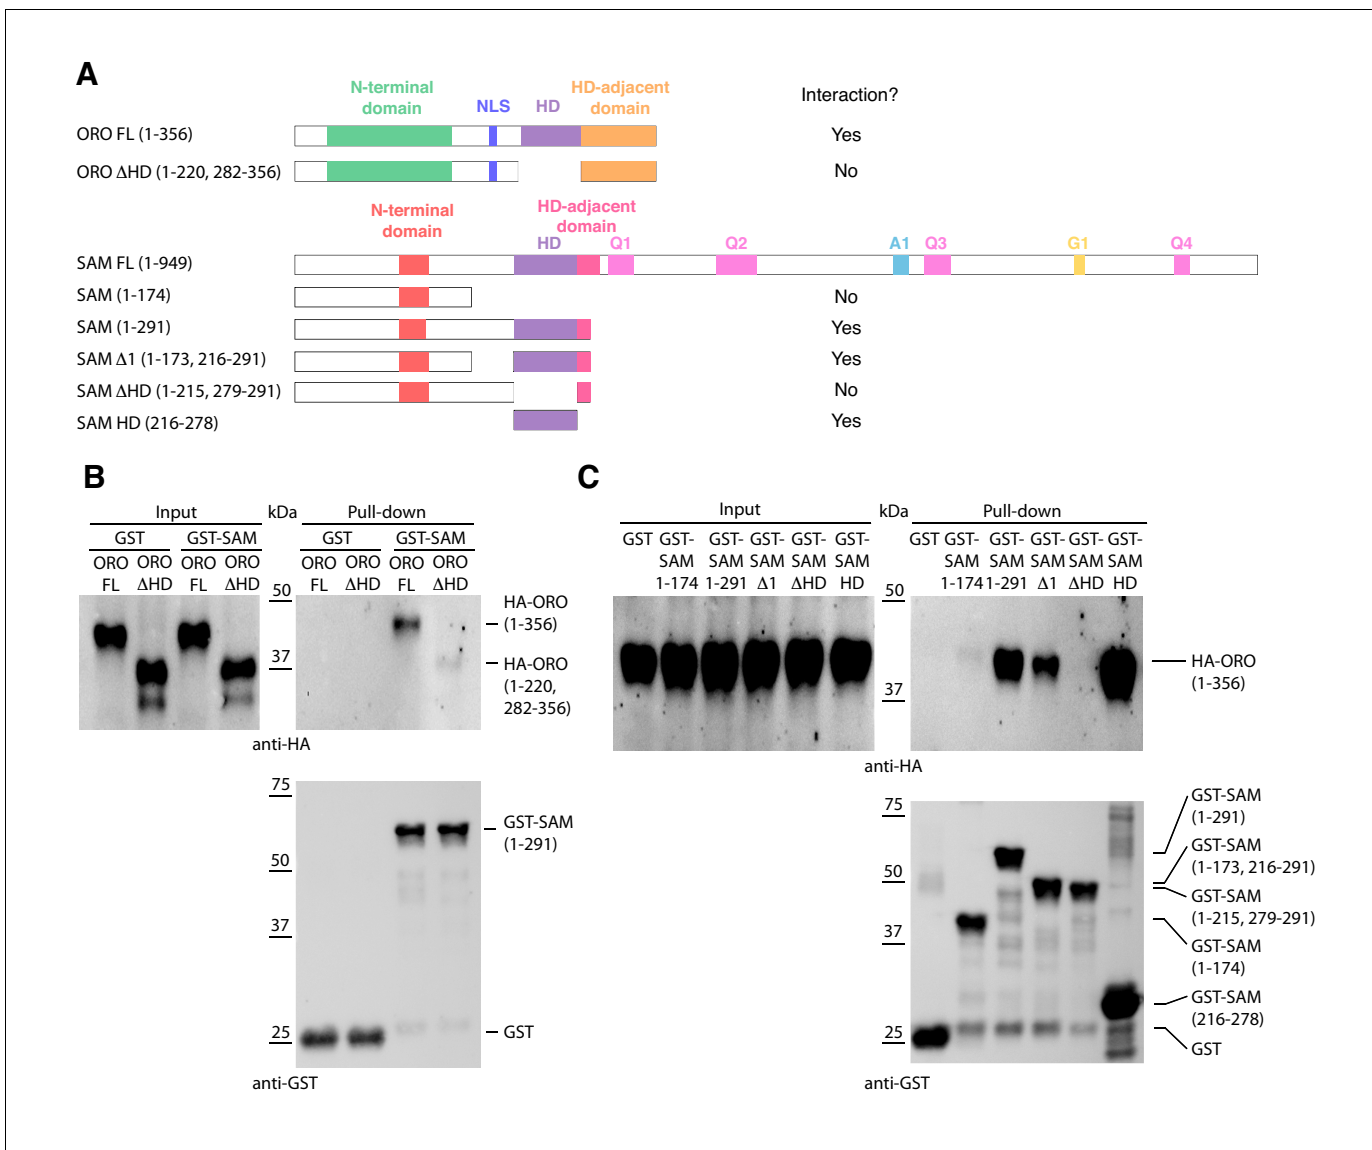 A
N-terminal domain
NLS
HD
HD-adjacent domain
Interaction?
ORO FL (1-356)
Yes
ORO ΔHD (1-220, 282-356)
No
N-terminal domain
HD-adjacent domain
HD
Q1
Q2
A1
Q3
G1
Q4
SAM FL (1-949)
SAM (1-174)
No
SAM (1-291)
Yes
SAM Δ1 (1-173, 216-291)
Yes
SAM ΔHD (1-215, 279-291)
No
SAM HD (216-278)
Yes
B
Input
kDa
Pull-down
GST
GST-SAM
GST
GST-SAM
ORO ORO ORO ORO
FL ΔHD FL ΔHD
ORO ORO ORO ORO
FL ΔHD FL ΔHD
50
37
HA-ORO
(1-356)
HA-ORO
(1-220,
282-356)
anti-HA
75
50
37
25
GST-SAM
(1-291)
GST
anti-GST
C
Input
kDa
Pull-down
GST GST- GST- GST- GST- GST-
SAM SAM SAM SAM SAM
1-174 1-291 Δ1 ΔHD HD
GST GST- GST- GST- GST- GST-
SAM SAM SAM SAM SAM
1-174 1-291 Δ1 ΔHD HD
50
37
HA-ORO
(1-356)
anti-HA
75
50
37
25
GST-SAM
(1-291)
GST-SAM
(1-173, 216-291)
GST-SAM
(1-215, 279-291)
GST-SAM
(1-174)
GST-SAM
(216-278)
GST
anti-GST